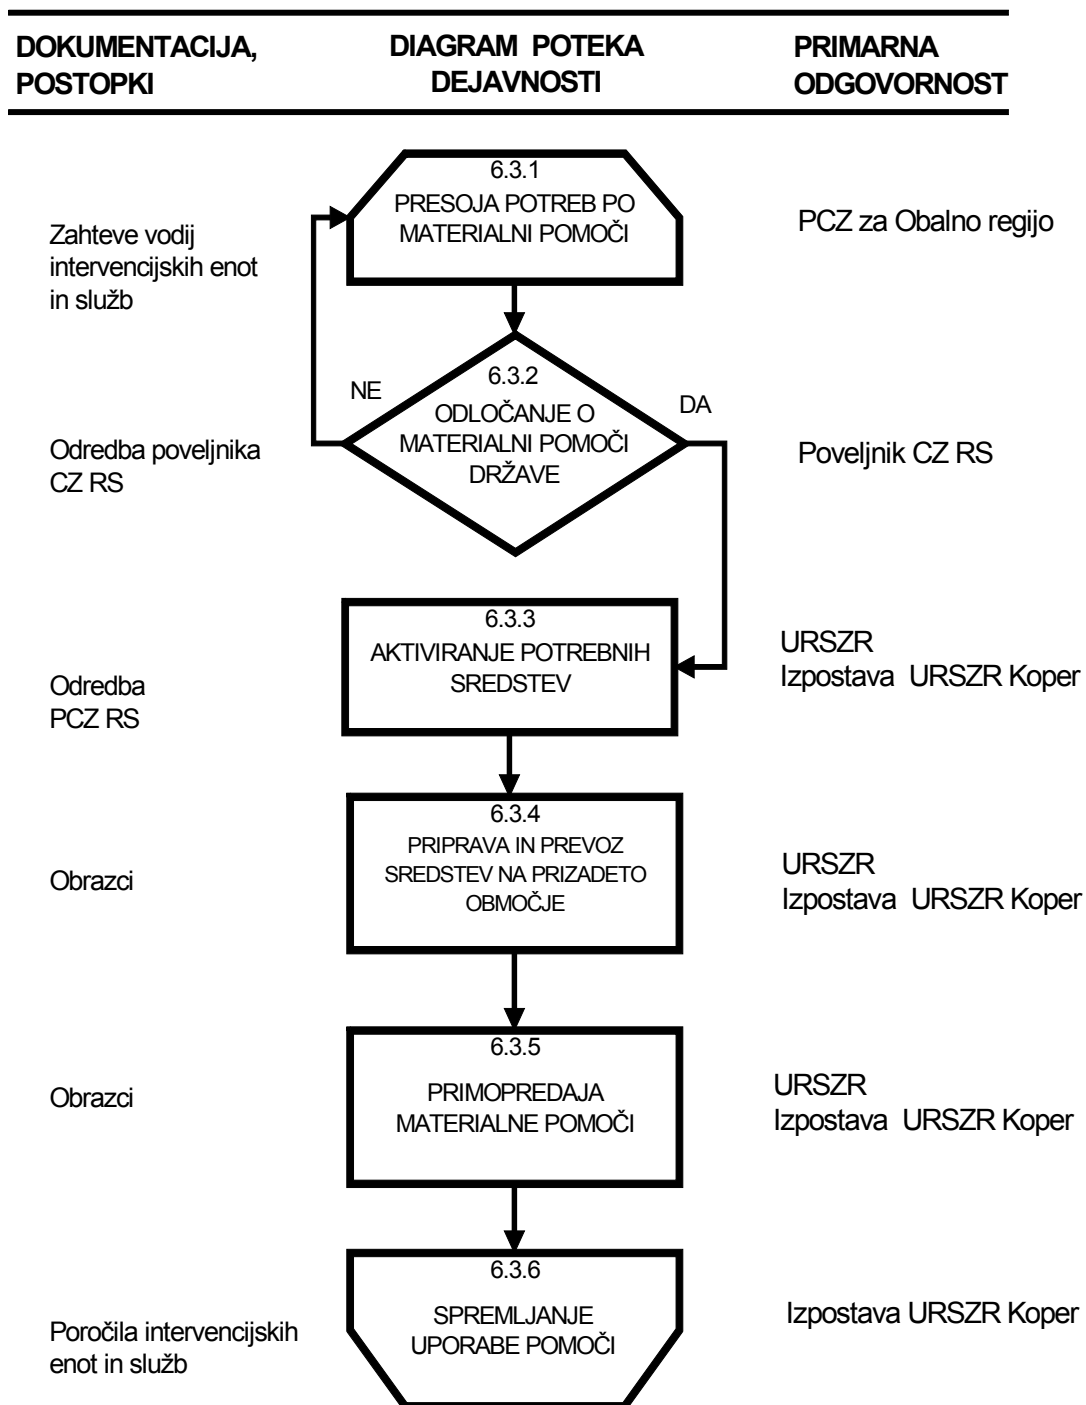 DOKUMENTACIJA,
POSTOPKI
DIAGRAM POTEKA
DEJAVNOSTI
PRIMARNA
ODGOVORNOST
6.3.1
PRESOJA POTREB PO
MATERIALNI POMOČI
Zahteve vodij
intervencijskih enot
in služb
PCZ za Obalno regijo
NE
6.3.2
ODLOČANJE O
MATERIALNI POMOČI
DRŽAVE
DA
Odredba poveljnika
CZ RS
Poveljnik CZ RS
6.3.3
AKTIVIRANJE POTREBNIH
SREDSTEV
Odredba
PCZ RS
URSZR
Izpostava URSZR Koper
6.3.4
PRIPRAVA IN PREVOZ
SREDSTEV NA PRIZADETO
OBMOČJE
Obrazci
URSZR
Izpostava URSZR Koper
6.3.5
PRIMOPREDAJA
MATERIALNE POMOČI
Obrazci
URSZR
Izpostava URSZR Koper
6.3.6
SPREMLJANJE
UPORABE POMOČI
Poročila intervencijskih
enot in služb
Izpostava URSZR Koper